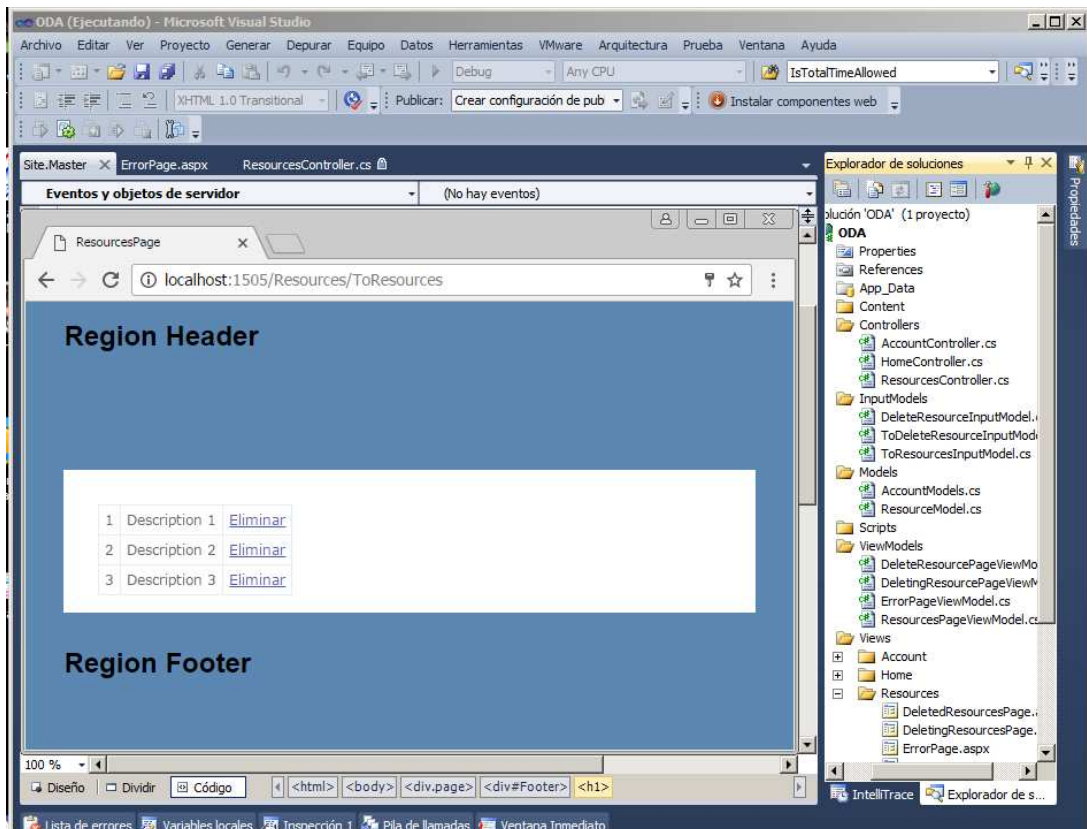 ODA (Ejecutando) - Microsoft Visual Studio
Archivo Editar Ver Proyecto Generar Depurar Equipo Datos Herramientas VMware Arquitectura Prueba Ventana Ayuda
Debug Any CPU IsTotalTimeAllowed
XHTML 1.0 Transitional Publicar: Crear configuración de pub Instalar componentes web
Site.Master ErrorPage.aspx ResourcesController.cs
Eventos y objetos de servidor (No hay eventos)
ResourcesPage
localhost:1505/Resources/ToResources
Region Header
1 Description 1 Eliminar
2 Description 2 Eliminar
3 Description 3 Eliminar
Region Footer
100 %
Diseño Dividir Código <html> <body> <div.page> <div#Footer> <h1>
Explorador de soluciones
olución 'ODA' (1 proyecto)
ODA
Properties
References
App_Data
Content
Controllers
AccountController.cs
HomeController.cs
ResourcesController.cs
InputModels
DeleteResourceInputModel.
ToDeleteResourceInputMod
ToResourcesInputModel.cs
Models
AccountModels.cs
ResourceModel.cs
Scripts
ViewModels
DeleteResourcePageViewMo
DeletingResourcePageView
ErrorPageViewModel.cs
ResourcesPageViewModel.cs
Views
Account
Home
Resources
DeletedResourcesPage.
DeletingResourcesPage.
ErrorPage.aspx
IntelliTrace Explorador de s...
Propiedades
Lista de errores Variables locales Inspección 1 Pila de llamadas Ventana Inmediato